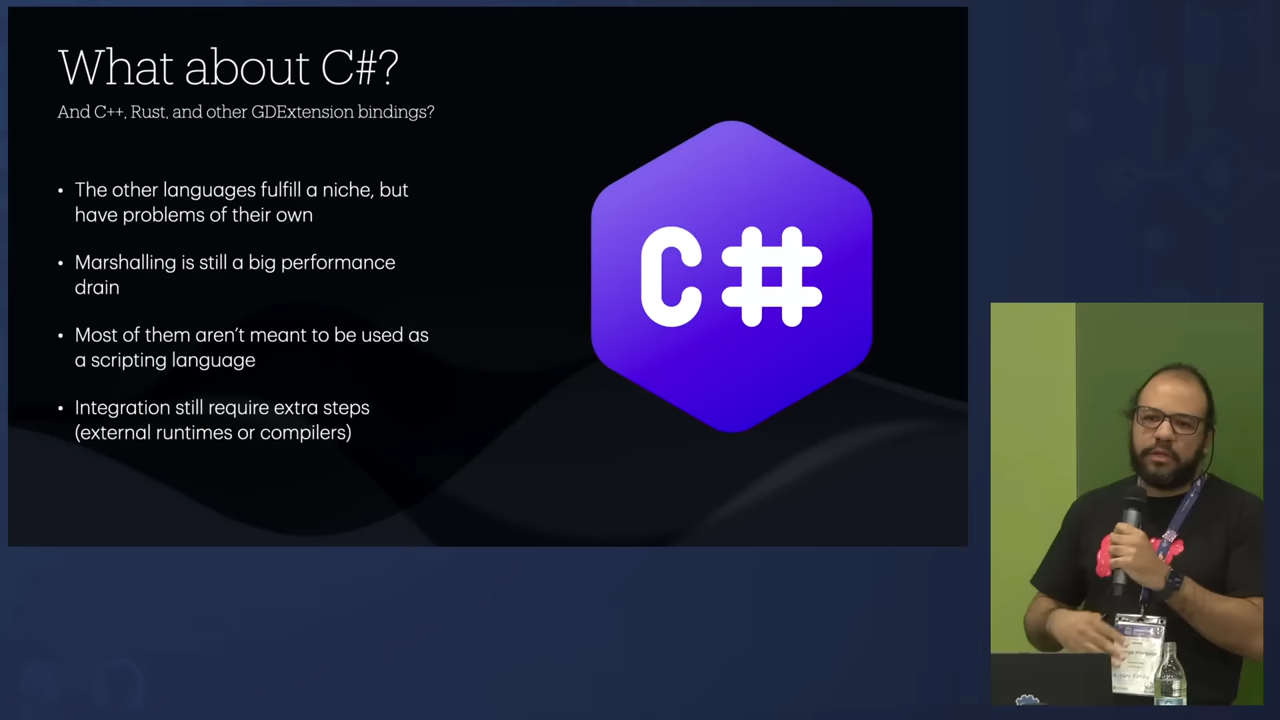 What about C#?
And C++, Rust, and other GDExtension bindings?
• The other languages fulfill a niche, but
have problems of their own
• Marshalling is still a big performance
drain
• Most of them aren't meant to be used as
a scripting language
• Integration still require extra steps
(external runtimes or compilers)
C#